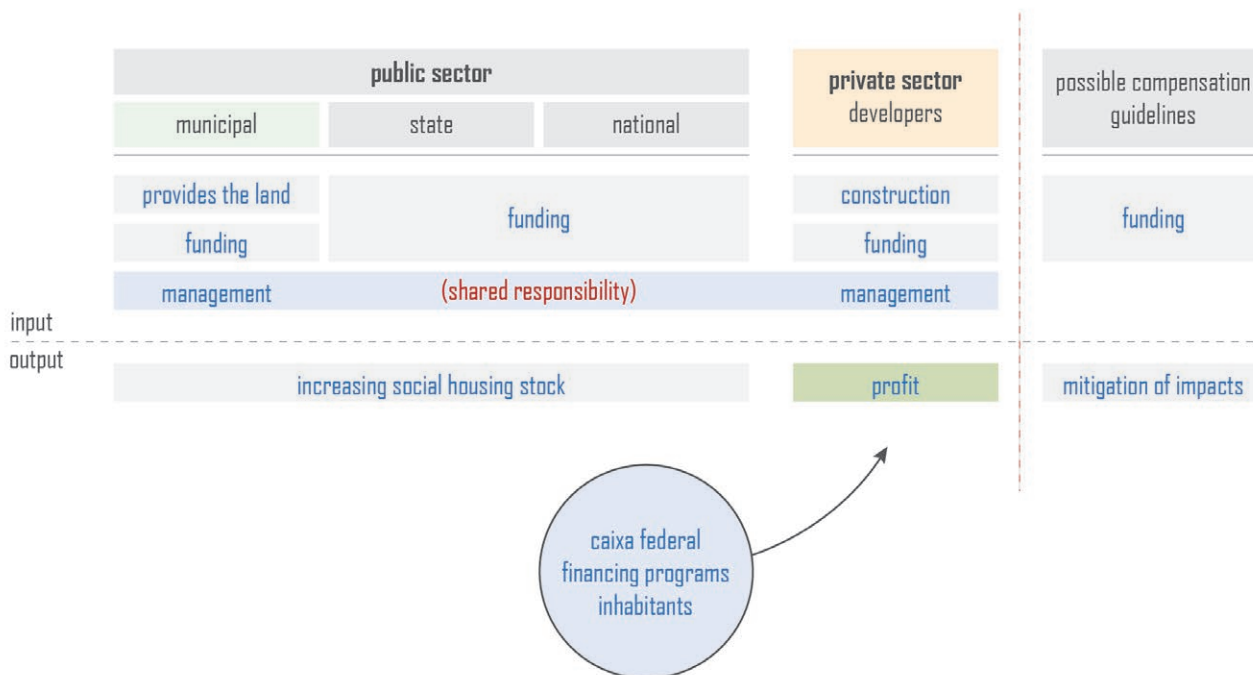 public sector
private sector
developers
possible compensation
guidelines
municipal
state
national
provides the land
funding
construction
funding
funding
funding
management
(shared responsibility)
management
input
output
increasing social housing stock
profit
mitigation of impacts
caixa federal
financing programs
inhabitants